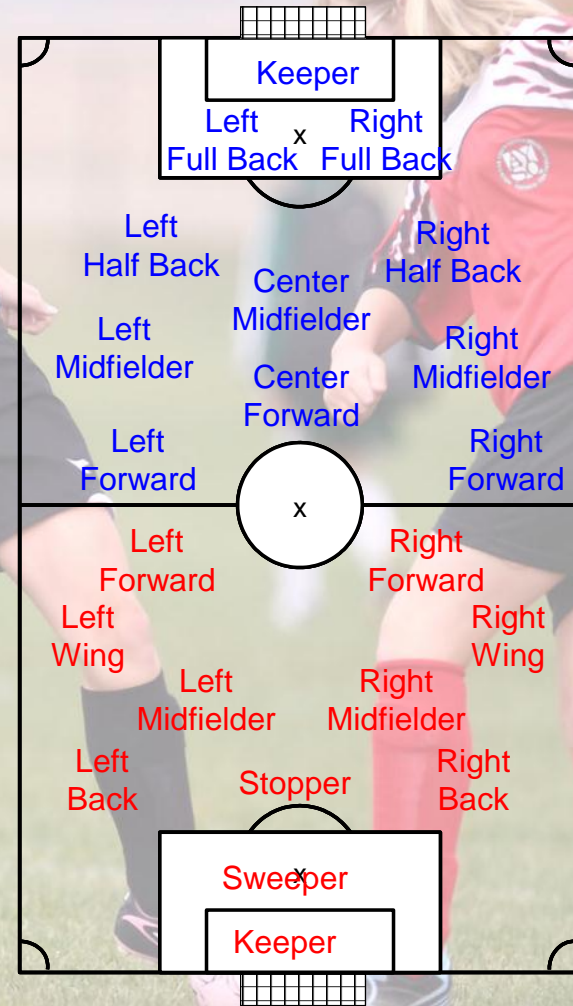 Keeper
Left Right
x
Full Back Full Back
Left
Half Back
Right
Half Back
Center
Midfielder
Left
Midfielder
Right
Midfielder
Center
Forward
Left
Forward
Right
Forward
x
Left
Forward
Right
Forward
Left
Wing
Right
Wing
Left
Midfielder
Right
Midfielder
Left
Back
Stopper
Right
Back
x
Sweeper
Keeper